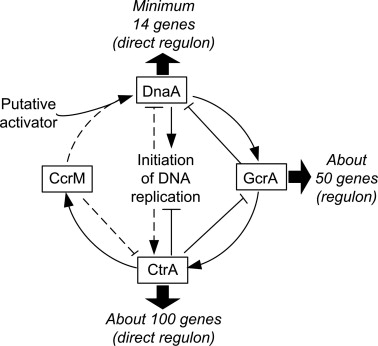 Minimum
14 genes
(direct regulon)
DnaA
Putative
activator
Initiation
of DNA
replication
CcrM
GcrA
About
50 genes
(regulon)
CtrA
About 100 genes
(direct regulon)